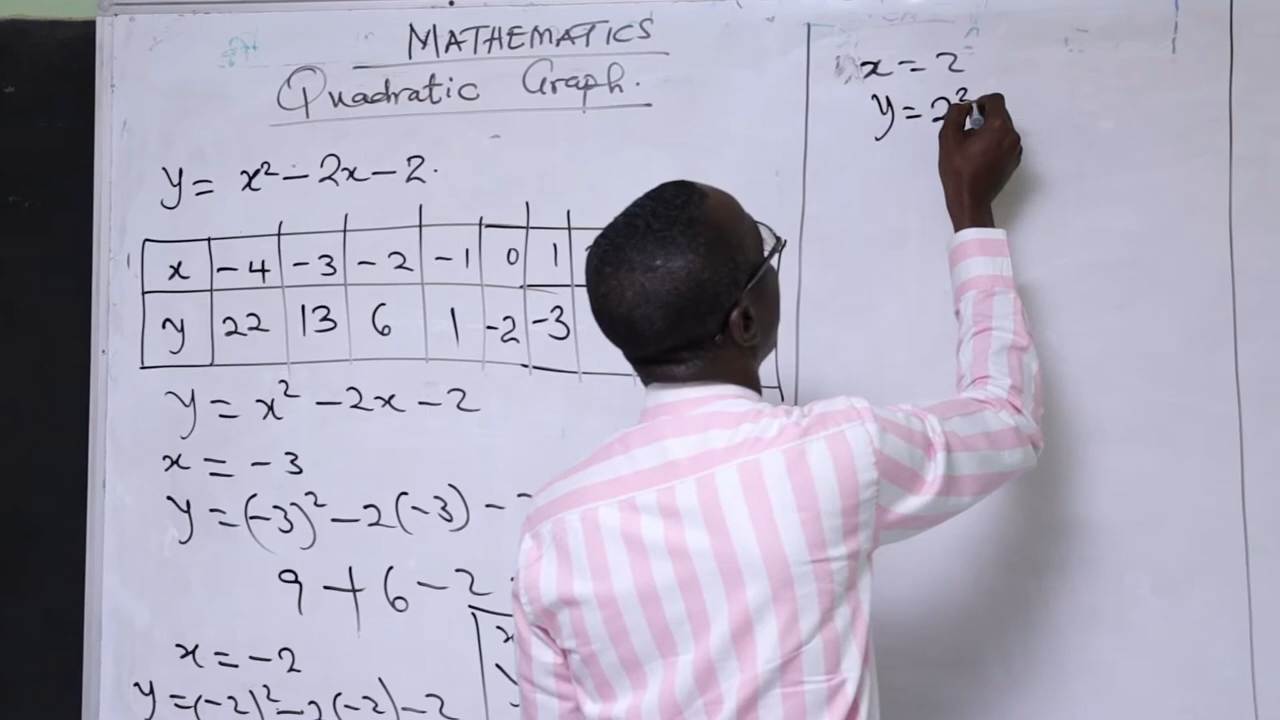 MATHEMATICS
Quadratic Graph.
y = x² - 2x - 2.
x -4 -3 -2 -1 0 1
y 22 13 6 1 -2 -3
y = x² - 2x - 2
x = -3
y = (-3)² - 2(-3) -
9 + 6 - 2
x = -2
y = (-2)² - 2(-2) - 2
x = 2
y = 2²